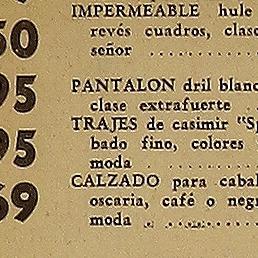 IMPERMEABLE hule
50 revés cuadros, clase
señor . . . . . . . . . .
95 PANTALON dril blanc
clase extrafuerte . .
TRAJES de casimir "Sp
95 bado fino, colores
moda . . . . . . . . . .
CALZADO para cabal
69 oscaria, café o negr
moda . . . . . . . . . .